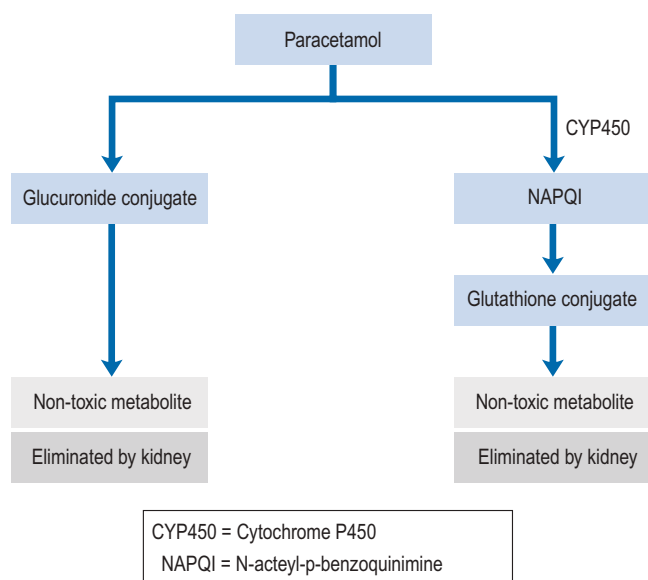 Paracetamol
CYP450
Glucuronide conjugate
NAPQI
Glutathione conjugate
Non-toxic metabolite
Non-toxic metabolite
Eliminated by kidney
Eliminated by kidney
CYP450 = Cytochrome P450
NAPQI = N-acteyl-p-benzoquinimine